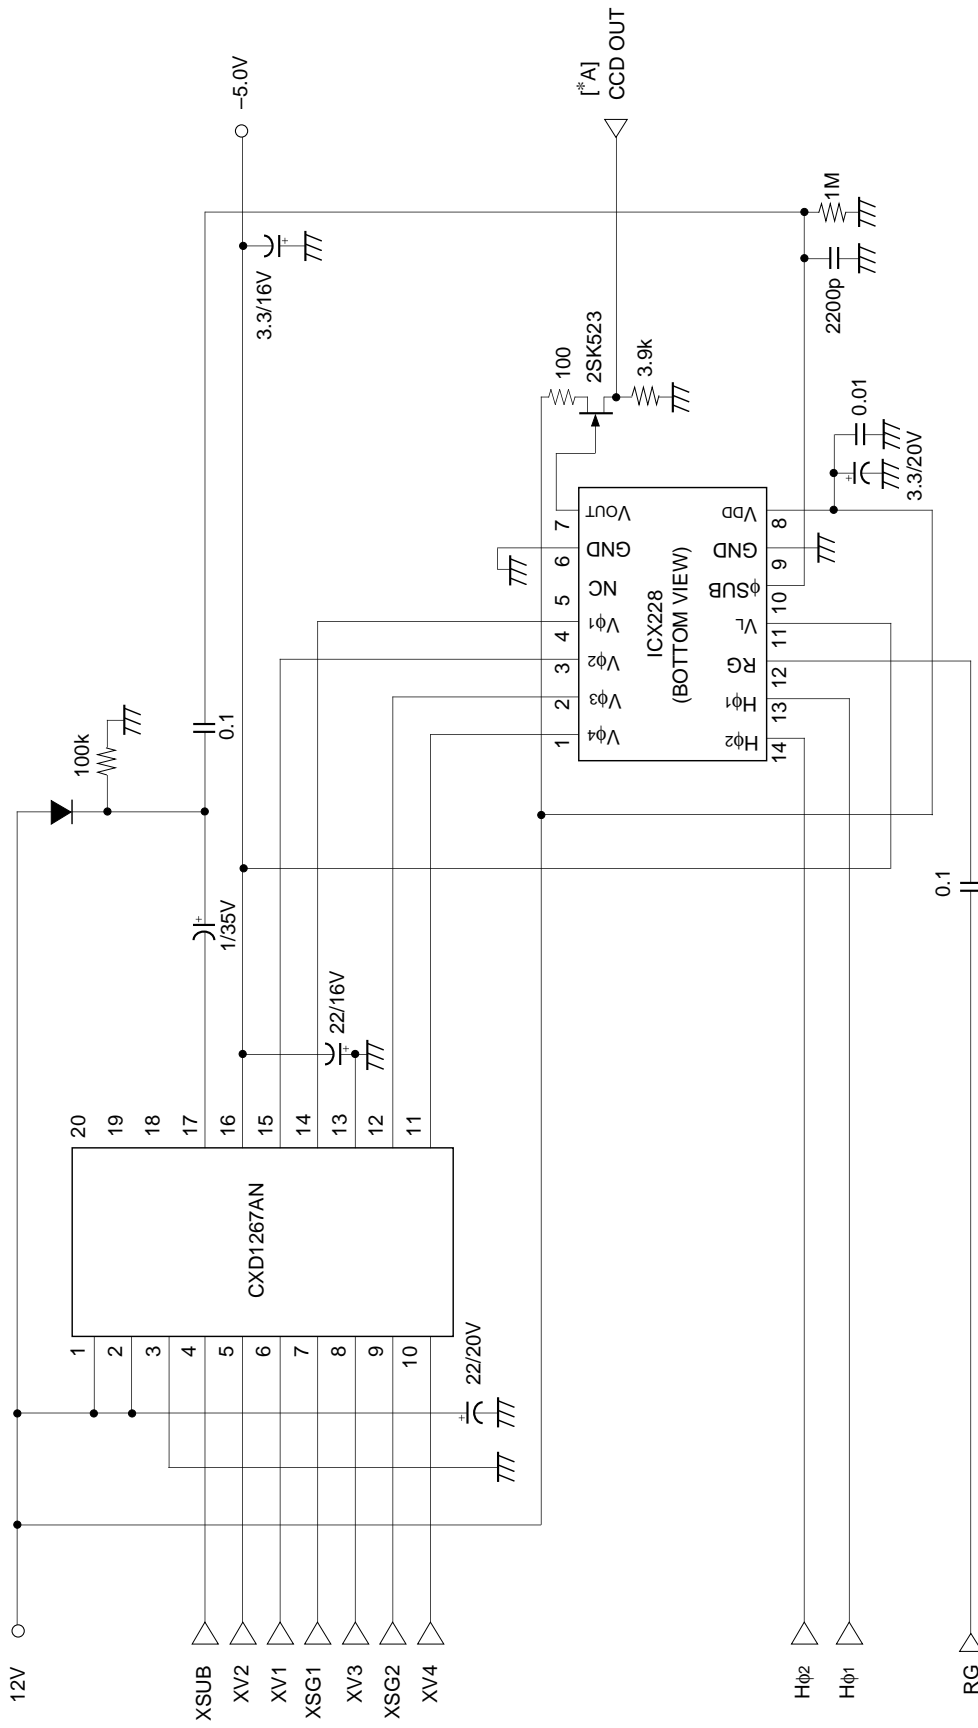 12V
XSUB
XV2
XV1
XSG1
XV3
XSG2
XV4
Hϕ2
Hϕ1
RG
22/20V
1
2
3
4
5
6
7
8
9
10
CXD1267AN
20
19
18
17
16
15
14
13
12
11
+
22/16V
+
1/35V
+
100k
0.1
0.1
3.3/16V
+
–5.0V
1
2
3
4
5
6
7
Vϕ4
Vϕ3
Vϕ2
Vϕ1
NC
GND
VOUT
ICX228
(BOTTOM VIEW)
Hϕ2
Hϕ1
RG
VL
ϕSUB
GND
VDD
14
13
12
11
10
9
8
100
2SK523
3.9k
[*A]
CCD OUT
+
3.3/20V
0.01
2200p
1M